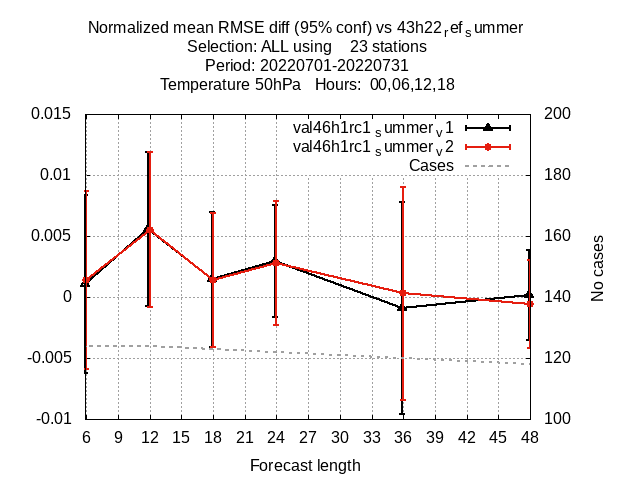 Normalized mean RMSE diff (95% conf) vs 43h22refsummer
Selection: ALL using 23 stations
Period: 20220701-20220731
Temperature 50hPa Hours: 00,06,12,18
0.015 200
val46h1rc1summerv1
val46h1rc1summerv2
Cases
0.01 180
0.005 160
0 140
-0.005 120
-0.01 100
No cases
6 9 12 15 18 21 24 27 30 33 36 39 42 45 48
Forecast length